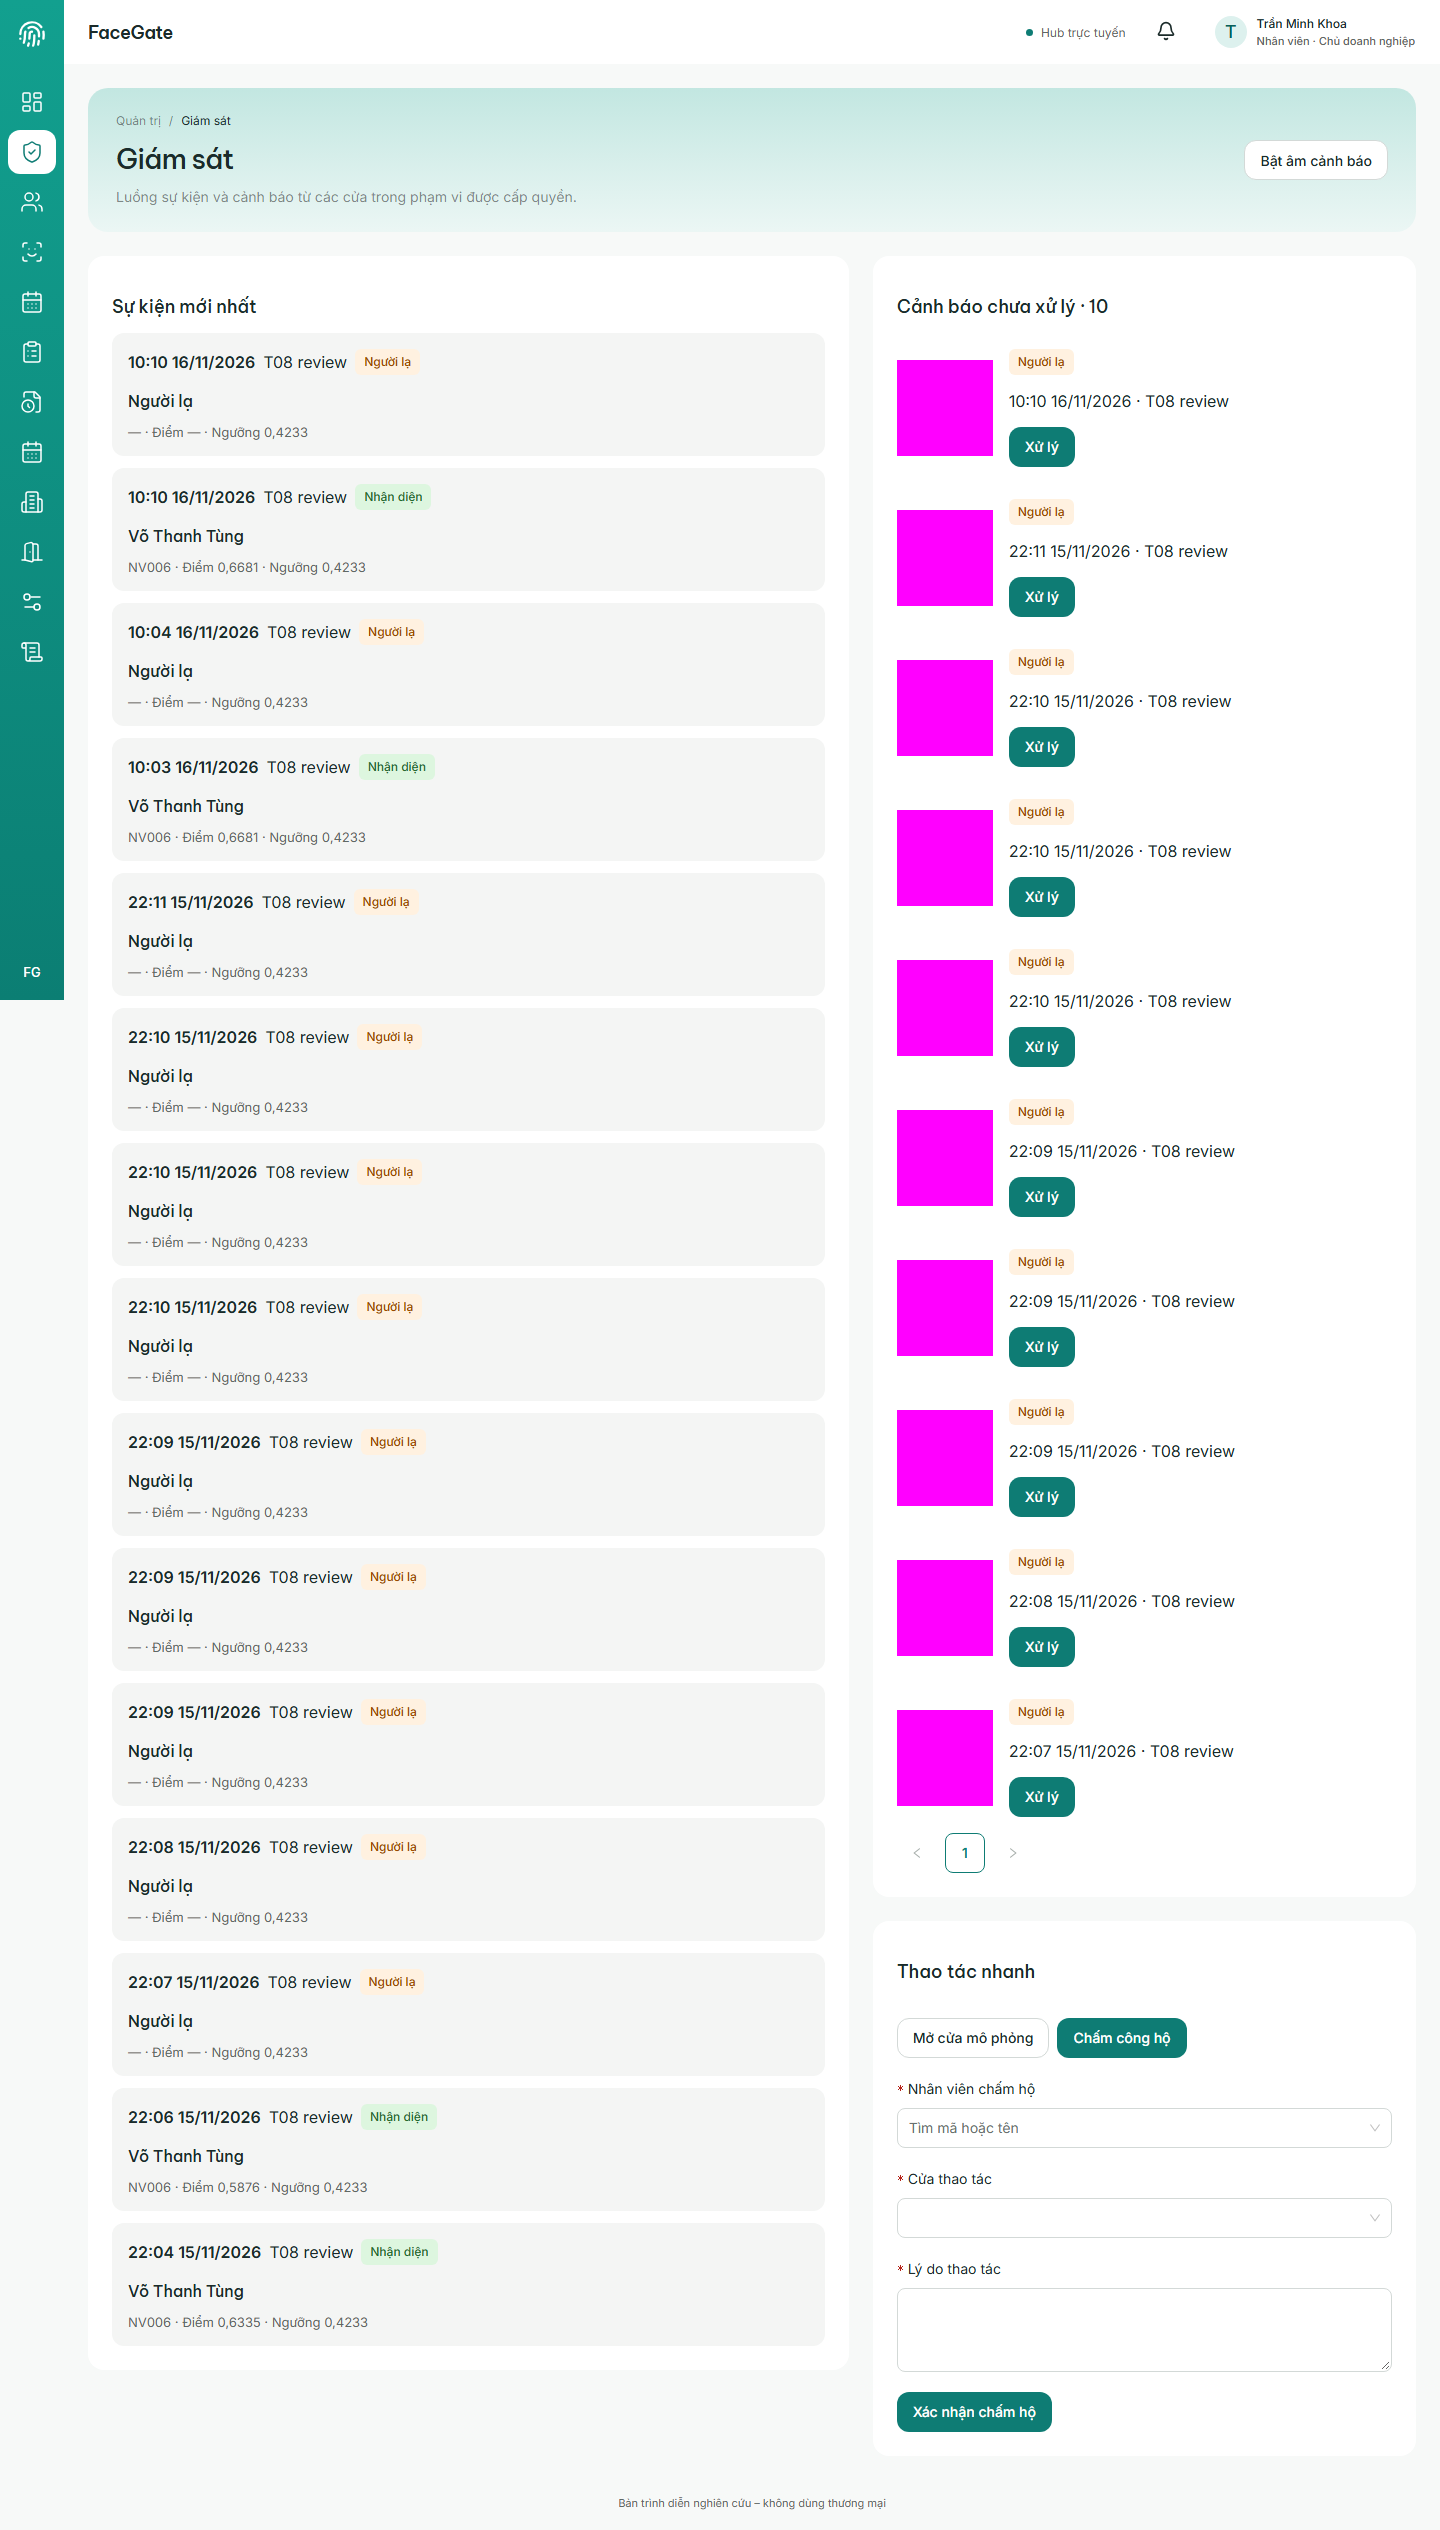 FaceGate
Hub trực tuyến
T
Trần Minh Khoa
Nhân viên · Chủ doanh nghiệp
Quản trị / Giám sát
Giám sát
Luồng sự kiện và cảnh báo từ các cửa trong phạm vi được cấp quyền.
Bật âm cảnh báo
Sự kiện mới nhất
10:10 16/11/2026 T08 review Người lạ
Người lạ
— · Điểm — · Ngưỡng 0,4233
10:10 16/11/2026 T08 review Nhận diện
Võ Thanh Tùng
NV006 · Điểm 0,6681 · Ngưỡng 0,4233
10:04 16/11/2026 T08 review Người lạ
Người lạ
— · Điểm — · Ngưỡng 0,4233
10:03 16/11/2026 T08 review Nhận diện
Võ Thanh Tùng
NV006 · Điểm 0,6681 · Ngưỡng 0,4233
22:11 15/11/2026 T08 review Người lạ
Người lạ
— · Điểm — · Ngưỡng 0,4233
22:10 15/11/2026 T08 review Người lạ
Người lạ
— · Điểm — · Ngưỡng 0,4233
22:10 15/11/2026 T08 review Người lạ
Người lạ
— · Điểm — · Ngưỡng 0,4233
22:10 15/11/2026 T08 review Người lạ
Người lạ
— · Điểm — · Ngưỡng 0,4233
22:09 15/11/2026 T08 review Người lạ
Người lạ
— · Điểm — · Ngưỡng 0,4233
22:09 15/11/2026 T08 review Người lạ
Người lạ
— · Điểm — · Ngưỡng 0,4233
22:09 15/11/2026 T08 review Người lạ
Người lạ
— · Điểm — · Ngưỡng 0,4233
22:08 15/11/2026 T08 review Người lạ
Người lạ
— · Điểm — · Ngưỡng 0,4233
22:07 15/11/2026 T08 review Người lạ
Người lạ
— · Điểm — · Ngưỡng 0,4233
22:06 15/11/2026 T08 review Nhận diện
Võ Thanh Tùng
NV006 · Điểm 0,5876 · Ngưỡng 0,4233
22:04 15/11/2026 T08 review Nhận diện
Võ Thanh Tùng
NV006 · Điểm 0,6335 · Ngưỡng 0,4233
Cảnh báo chưa xử lý · 10
Người lạ
10:10 16/11/2026 · T08 review
Xử lý
Người lạ
22:11 15/11/2026 · T08 review
Xử lý
Người lạ
22:10 15/11/2026 · T08 review
Xử lý
Người lạ
22:10 15/11/2026 · T08 review
Xử lý
Người lạ
22:10 15/11/2026 · T08 review
Xử lý
Người lạ
22:09 15/11/2026 · T08 review
Xử lý
Người lạ
22:09 15/11/2026 · T08 review
Xử lý
Người lạ
22:09 15/11/2026 · T08 review
Xử lý
Người lạ
22:08 15/11/2026 · T08 review
Xử lý
Người lạ
22:07 15/11/2026 · T08 review
Xử lý
1
Thao tác nhanh
Mở cửa mô phỏng
Chấm công hộ
* Nhân viên chấm hộ
Tìm mã hoặc tên
* Cửa thao tác
* Lý do thao tác
Xác nhận chấm hộ
FG
Bản trình diễn nghiên cứu – không dùng thương mại